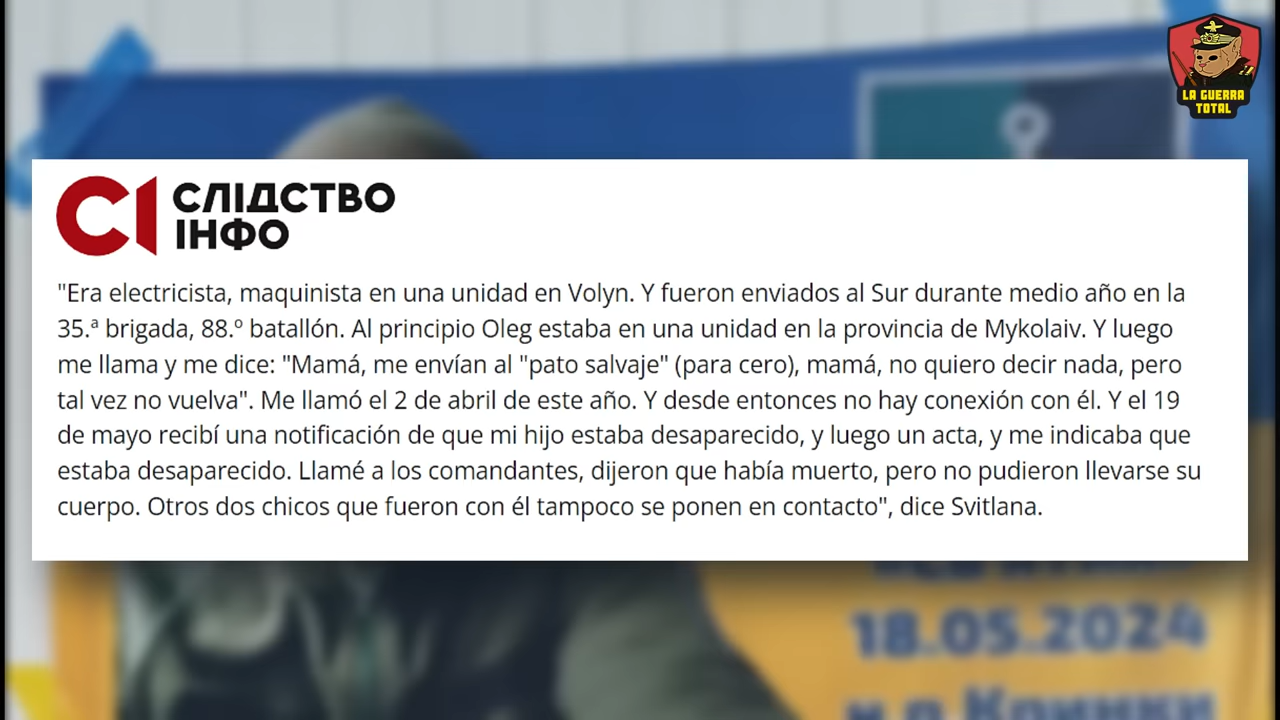 LA GUERRA
TOTAL
СІ СЛІДСТВО
ІНФО
"Era electricista, maquinista en una unidad en Volyn. Y fueron enviados al Sur durante medio año en la
35.ª brigada, 88.º batallón. Al principio Oleg estaba en una unidad en la provincia de Mykolaiv. Y luego
me llama y me dice: "Mamá, me envían al "pato salvaje" (para cero), mamá, no quiero decir nada, pero
tal vez no vuelva". Me llamó el 2 de abril de este año. Y desde entonces no hay conexión con él. Y el 19
de mayo recibí una notificación de que mi hijo estaba desaparecido, y luego un acta, y me indicaba que
estaba desaparecido. Llamé a los comandantes, dijeron que había muerto, pero no pudieron llevarse su
cuerpo. Otros dos chicos que fueron con él tampoco se ponen en contacto", dice Svitlana.
18.05.2024
н.п. Кринки